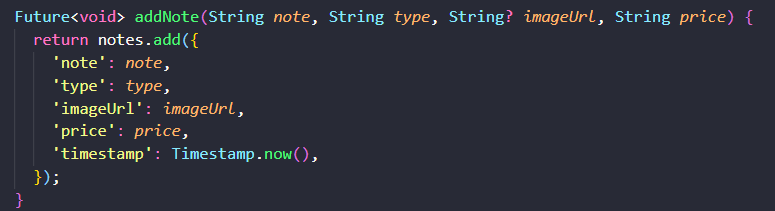 Future<void> addNote(String note, String type, String? imageUrl, String price) {
  return notes.add({
    'note': note,
    'type': type,
    'imageUrl': imageUrl,
    'price': price,
    'timestamp': Timestamp.now(),
  });
}